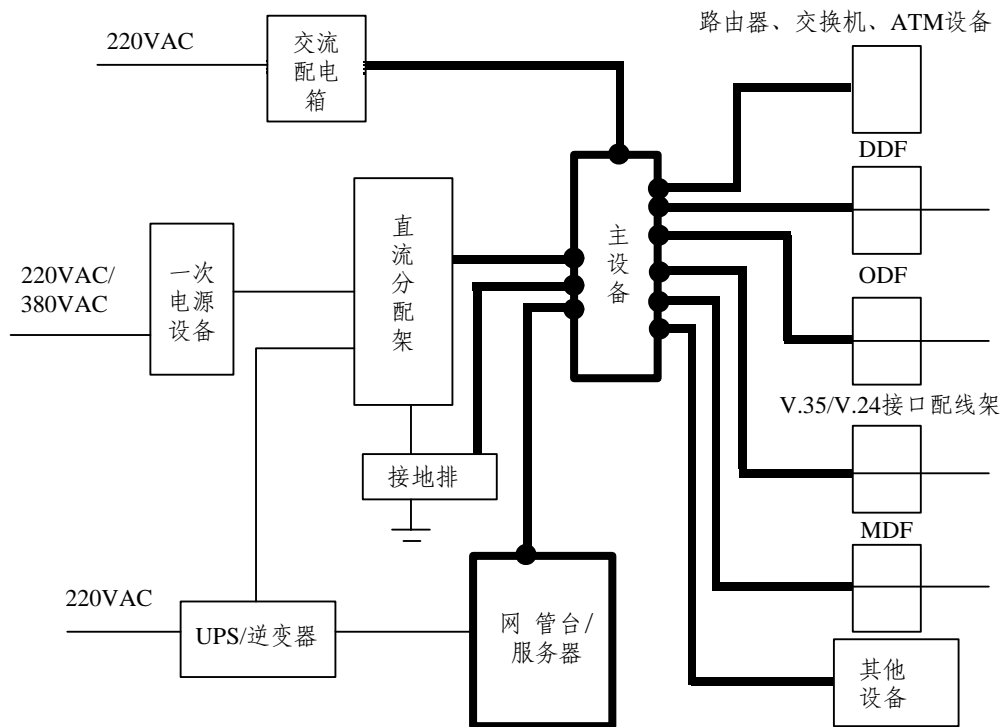 路由器、交换机、ATM设备
220VAC
交流
配电
箱
DDF
直
流
分
配
架
主
设
备
220VAC/
380VAC
一次
电源
设备
ODF
V.35/V.24接口配线架
接地排
MDF
220VAC
UPS/逆变器
网 管台/
服务器
其他
设备